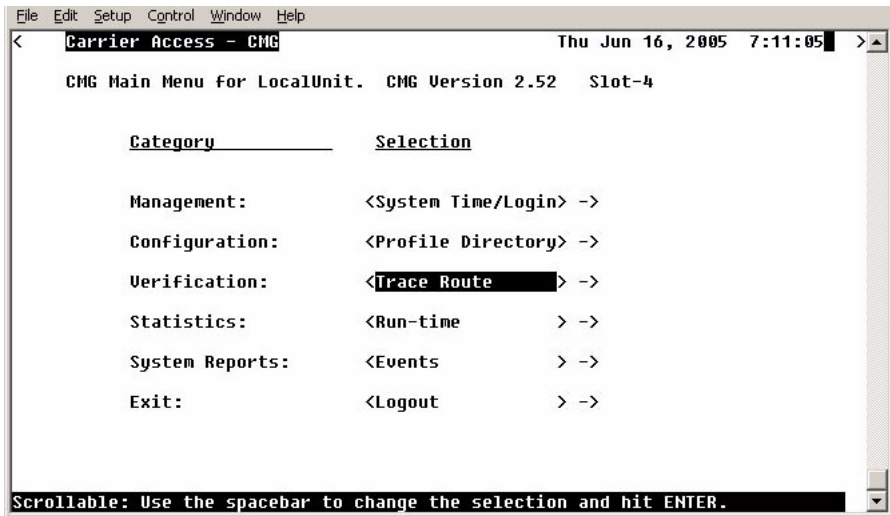 File Edit Setup Control Window Help
< Carrier Access - CMG Thu Jun 16, 2005 7:11:05 >
CMG Main Menu for LocalUnit. CMG Version 2.52 Slot-4
Category Selection
Management: <System Time/Login> ->
Configuration: <Profile Directory> ->
Verification: <Trace Route > ->
Statistics: <Run-time > ->
System Reports: <Events > ->
Exit: <Logout > ->
Scrollable: Use the spacebar to change the selection and hit ENTER.